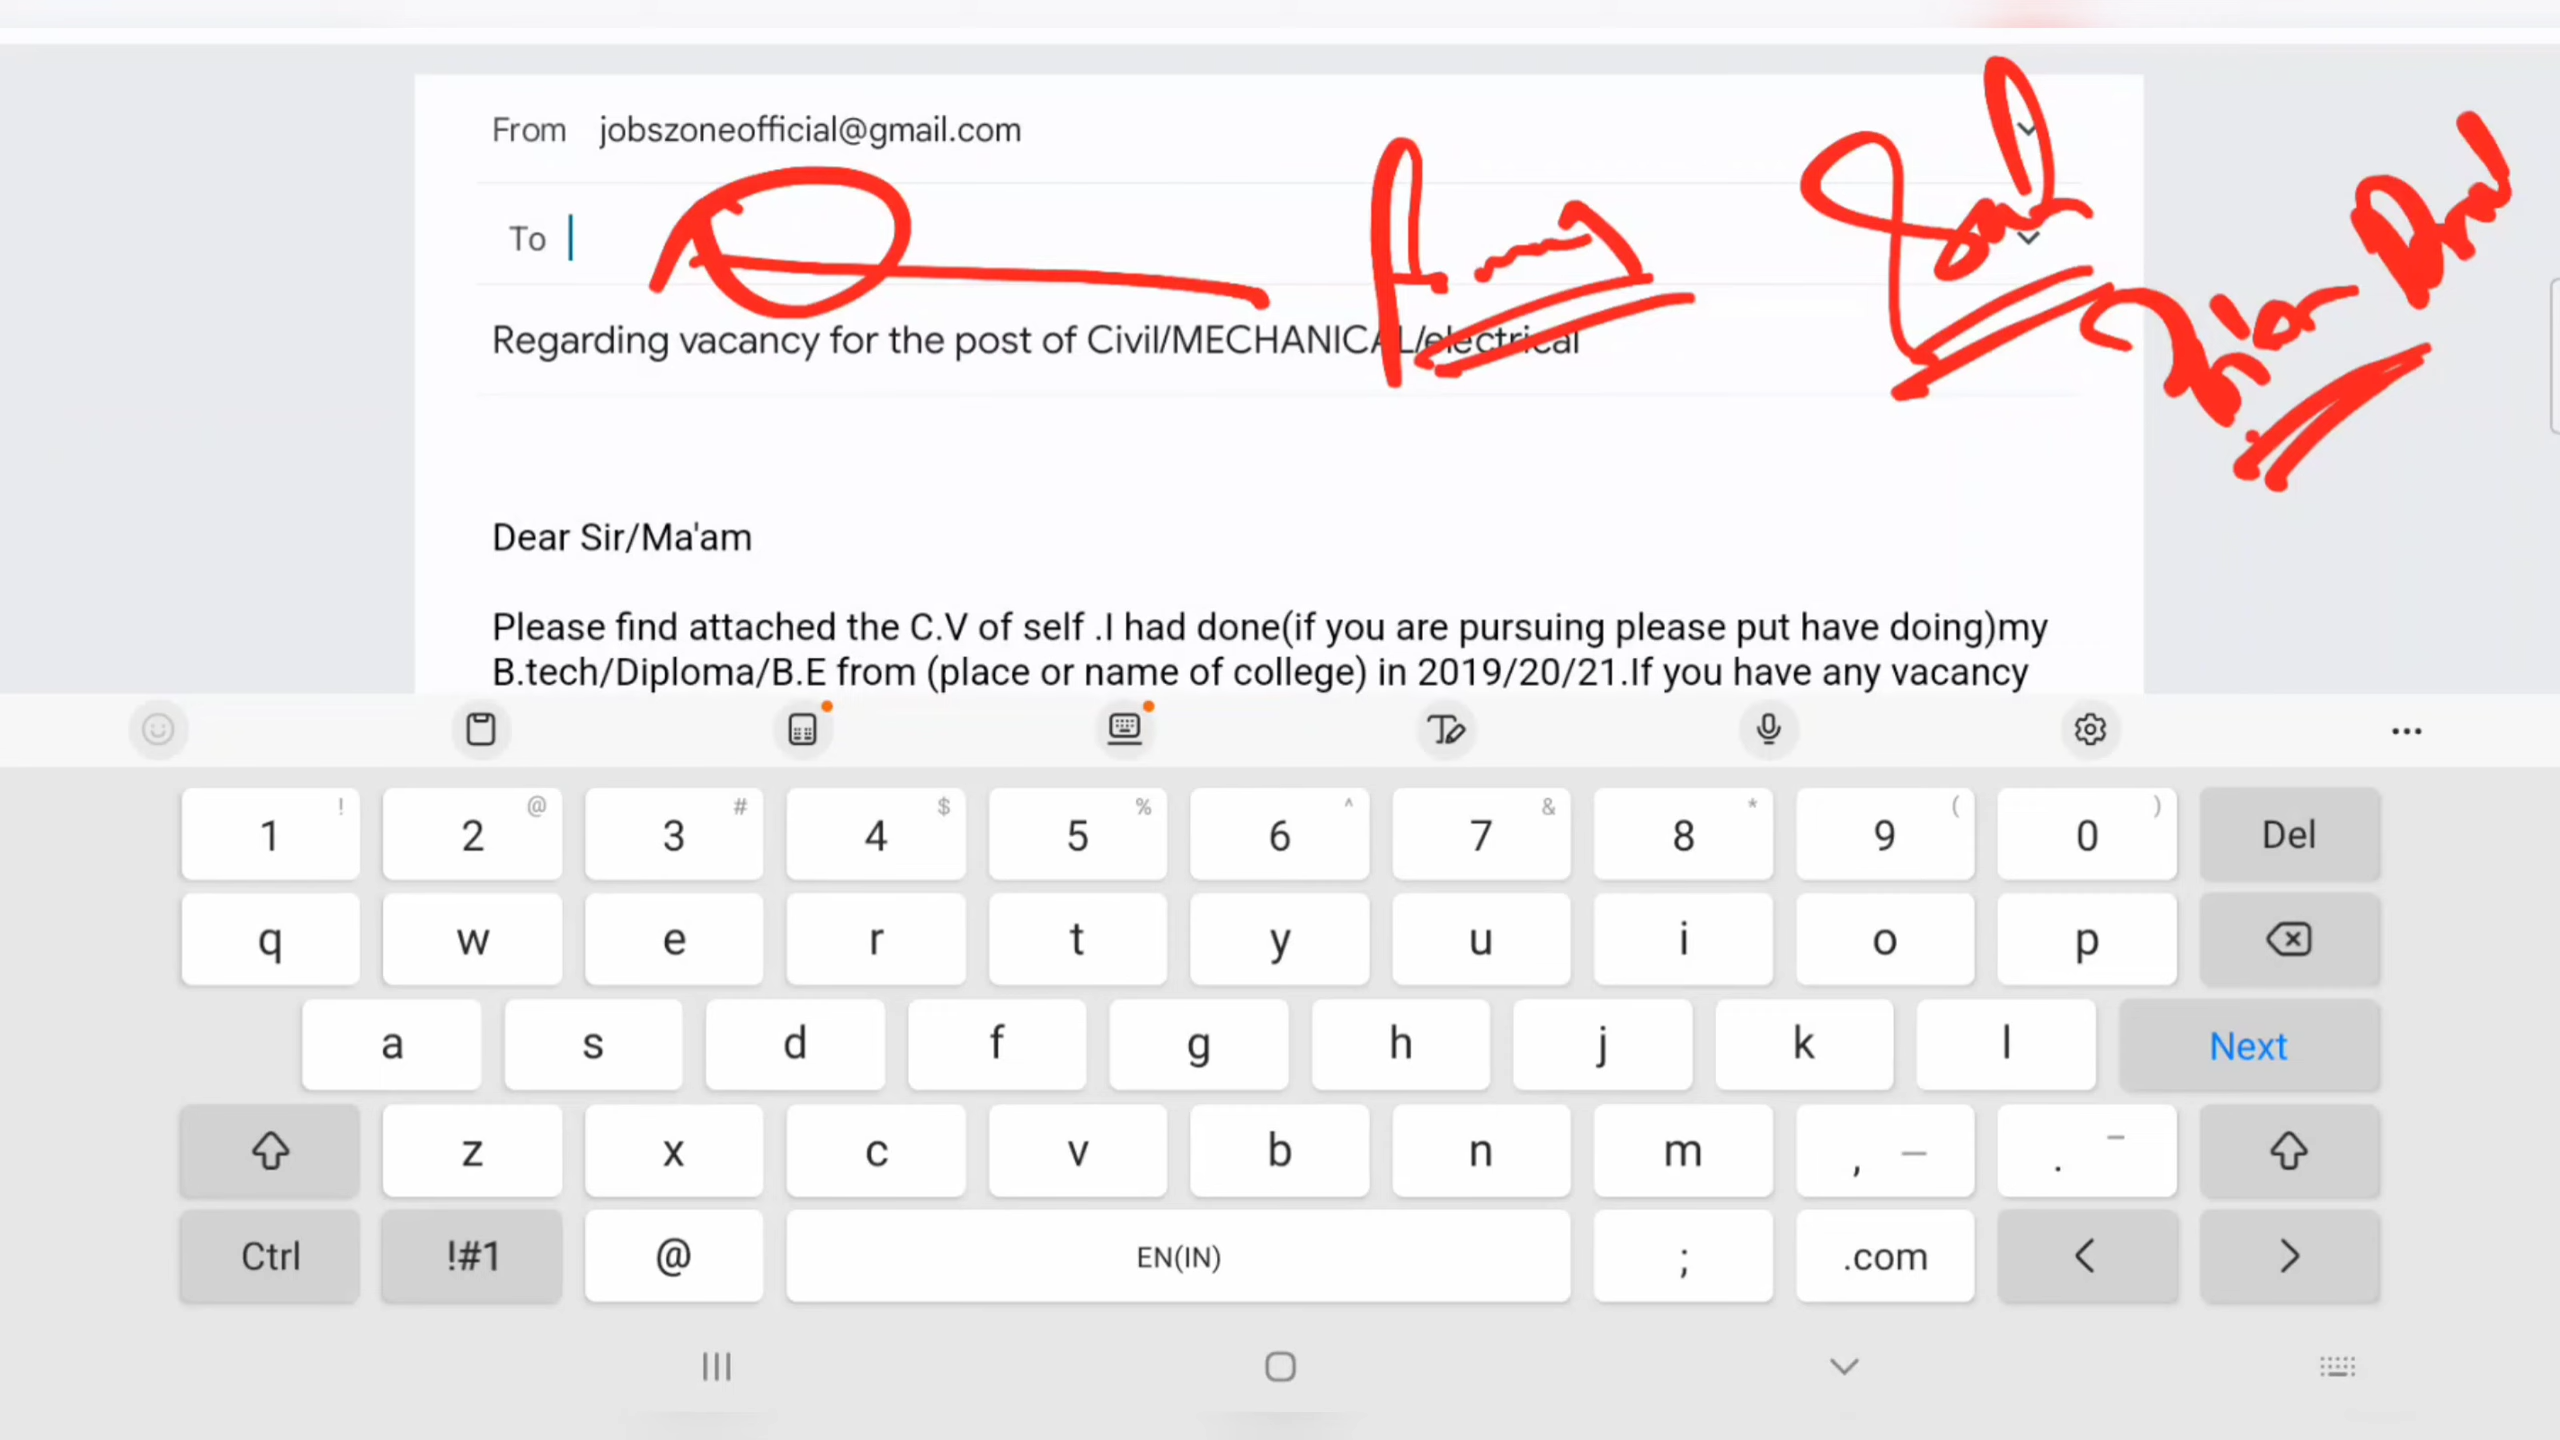 From jobszoneofficial@gmail.com
To
Regarding vacancy for the post of Civil/MECHANICAL/electrical
Dear Sir/Ma'am
Please find attached the C.V of self .I had done(if you are pursuing please put have doing)my
B.tech/Diploma/B.E from (place or name of college) in 2019/20/21.If you have any vacancy
1 ! 2 @ 3 # 4 $ 5 % 6 ^ 7 & 8 * 9 ( 0 ) Del
q w e r t y u i o p
a s d f g h j k l Next
z x c v b n m , .
Ctrl !#1 @ EN(IN) ; .com < >